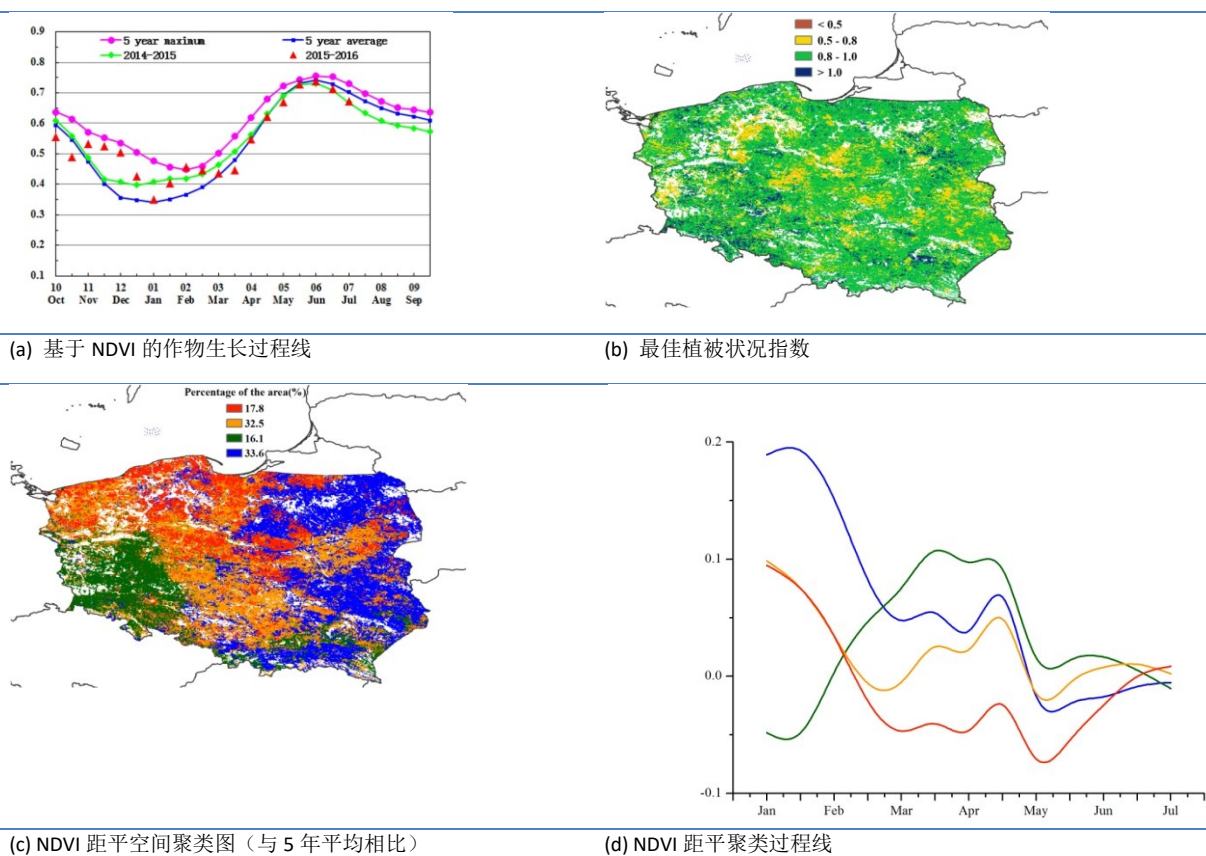 5 year maximum
5 year average
2014-2015
2015-2016
0.9
0.8
0.7
0.6
0.5
0.4
0.3
0.2
0.1
10 11 12 01 02 03 04 05 06 07 08 09
Oct Nov Dec Jan Feb Mar Apr May Jun Jul Aug Sep
< 0.5
0.5 - 0.8
0.8 - 1.0
> 1.0
(a) 基于 NDVI 的作物生长过程线
(b) 最佳植被状况指数
Percentage of the area(%)
17.8
32.5
16.1
33.6
0.2
0.1
0.0
-0.1
Jan Feb Mar Apr May Jun Jul
(c) NDVI 距平空间聚类图（与 5 年平均相比）
(d) NDVI 距平聚类过程线